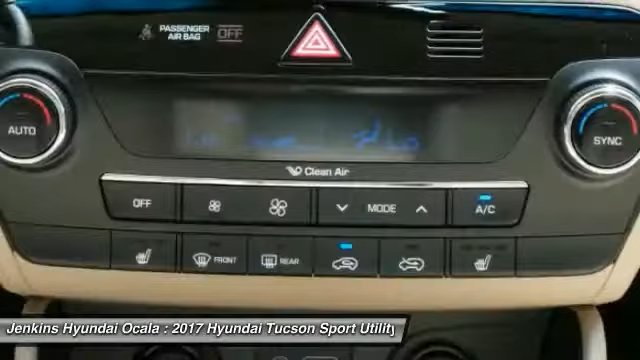 PASSENGER
AIR BAG OFF
AUTO
Clean Air
SYNC
OFF
MODE
A/C
FRONT
REAR
Jenkins Hyundai Ocala : 2017 Hyundai Tucson Sport Utility